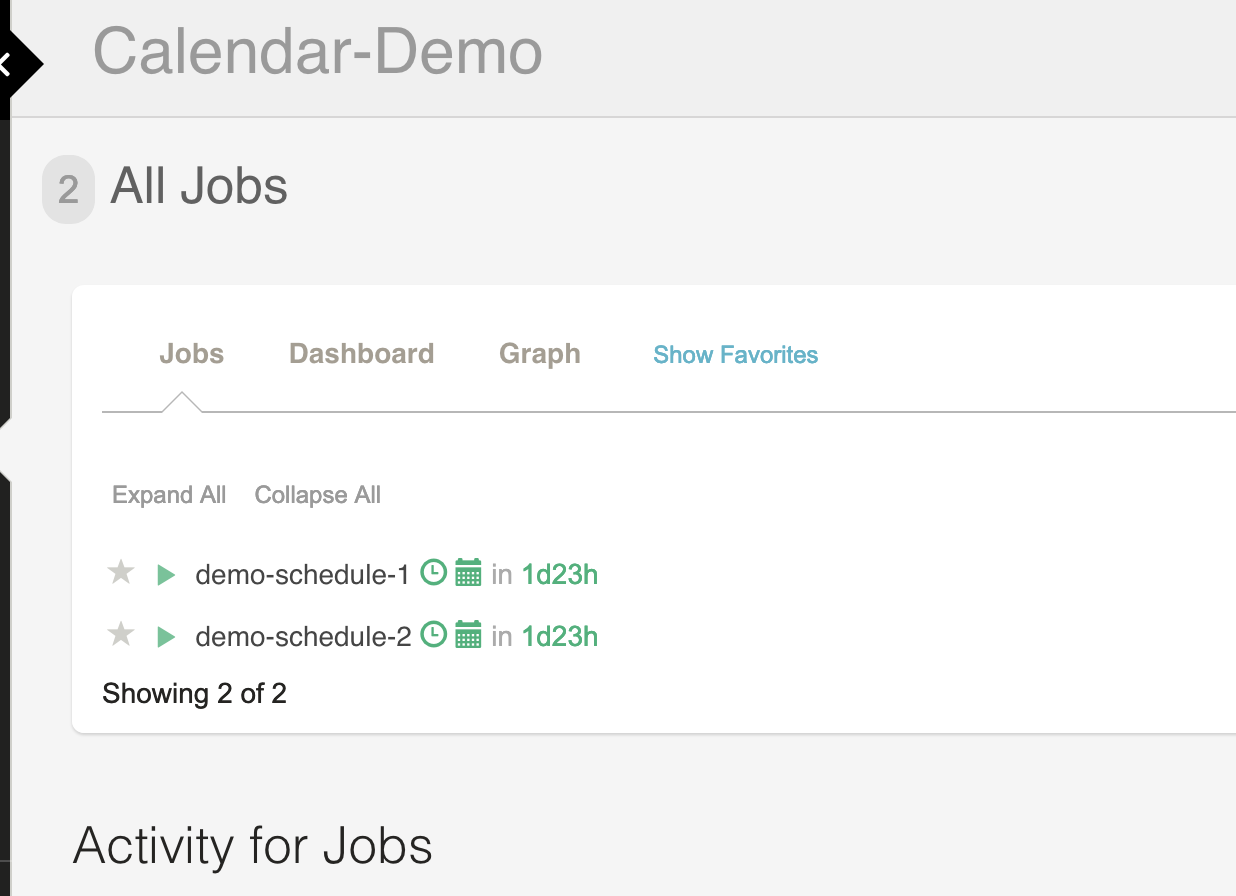 Calendar-Demo
2 All Jobs
Jobs Dashboard Graph Show Favorites
Expand All Collapse All
demo-schedule-1 in 1d23h
demo-schedule-2 in 1d23h
Showing 2 of 2
Activity for Jobs